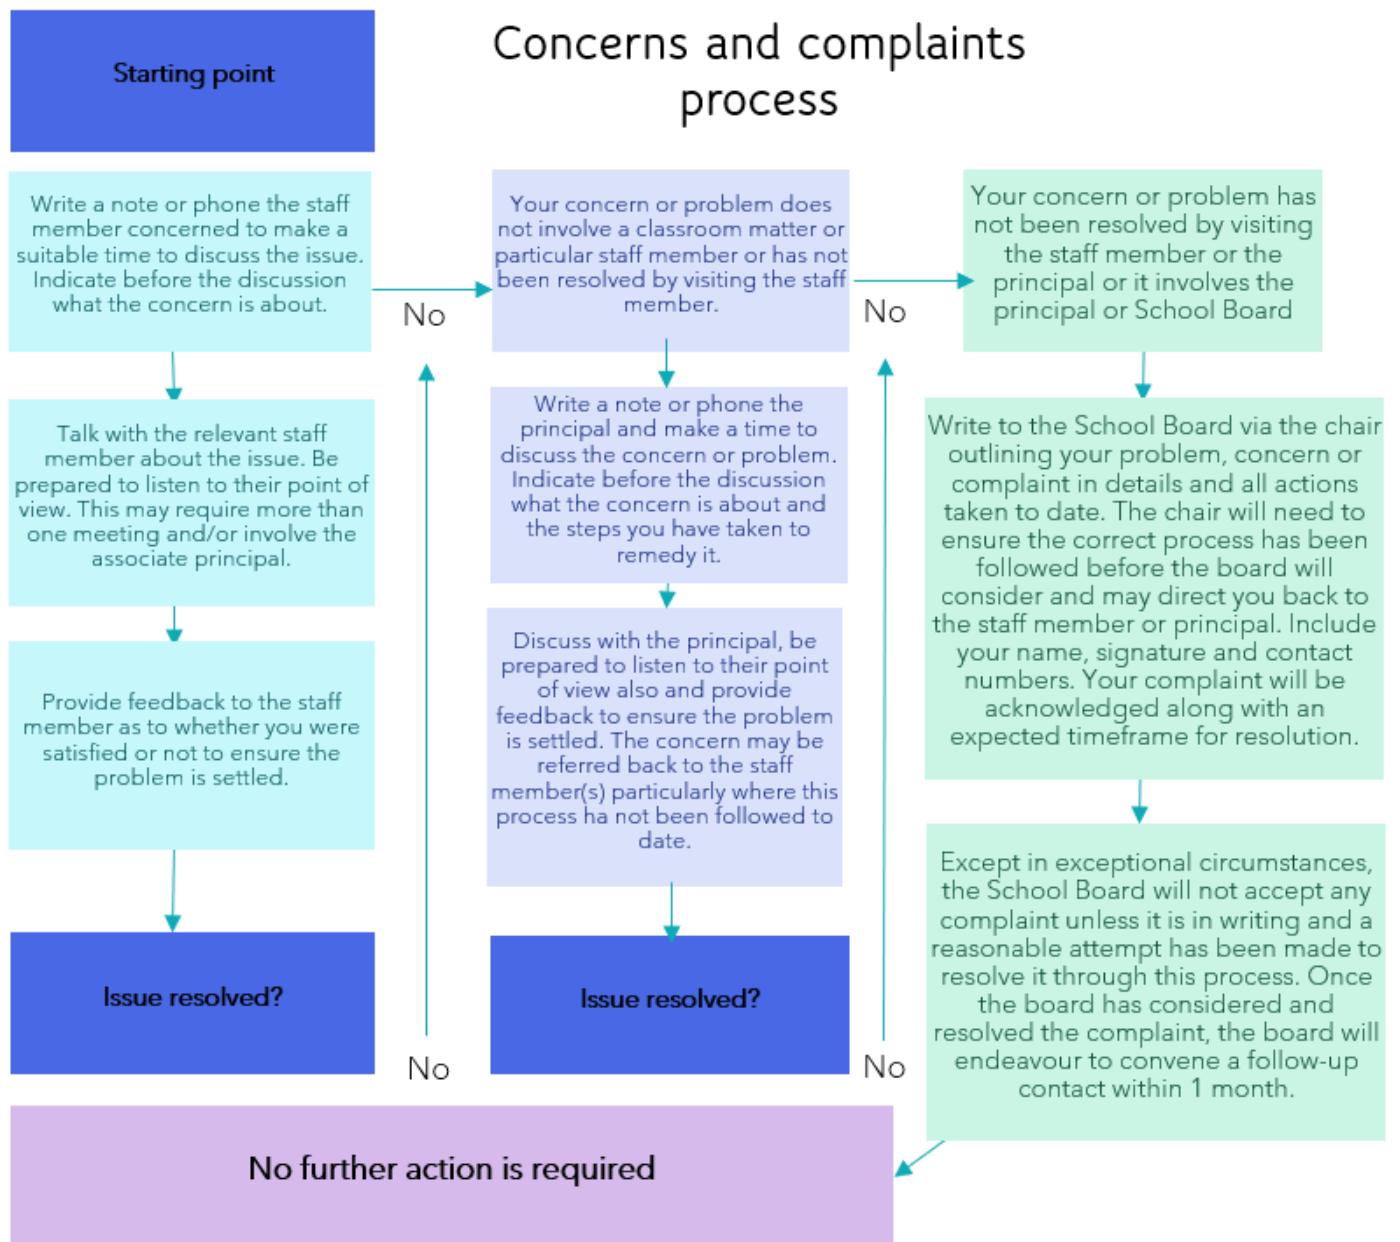 Starting point
Concerns and complaints
process
Write a note or phone the staff
member concerned to make a
suitable time to discuss the issue.
Indicate before the discussion
what the concern is about.
Talk with the relevant staff
member about the issue. Be
prepared to listen to their point of
view. This may require more than
one meeting and/or involve the
associate principal.
Provide feedback to the staff
member as to whether you were
satisfied or not to ensure the
problem is settled.
Issue resolved?
No
No
Your concern or problem does
not involve a classroom matter or
particular staff member or has not
been resolved by visiting the staff
member.
Write a note or phone the
principal and make a time to
discuss the concern or problem.
Indicate before the discussion
what the concern is about and
the steps you have taken to
remedy it.
Discuss with the principal, be
prepared to listen to their point
of view also and provide
feedback to ensure the problem
is settled. The concern may be
referred back to the staff
member(s) particularly where this
process ha not been followed to
date.
Issue resolved?
No
No
Your concern or problem has
not been resolved by visiting
the staff member or the
principal or it involves the
principal or School Board
Write to the School Board via the chair
outlining your problem, concern or
complaint in details and all actions
taken to date. The chair will need to
ensure the correct process has been
followed before the board will
consider and may direct you back to
the staff member or principal. Include
your name, signature and contact
numbers. Your complaint will be
acknowledged along with an
expected timeframe for resolution.
Except in exceptional circumstances,
the School Board will not accept any
complaint unless it is in writing and a
reasonable attempt has been made to
resolve it through this process. Once
the board has considered and
resolved the complaint, the board will
endeavour to convene a follow-up
contact within 1 month.
No further action is required